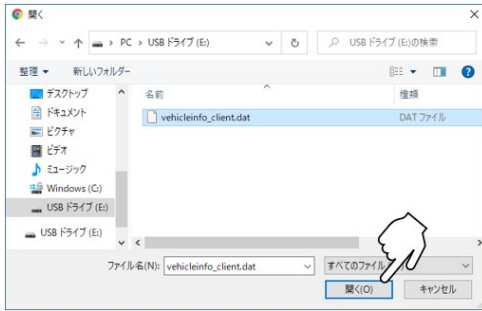 開く
PC › USB ドライブ (E:)
USB ドライブ (E:)の検索
整理
新しいフォルダー
名前
種類
vehicleinfo_client.dat
DAT ファイル
デスクトップ
ドキュメント
ピクチャ
ビデオ
ミュージック
Windows (C:)
USB ドライブ (E:)
USB ドライブ (E:)
ファイル名(N):
vehicleinfo_client.dat
すべてのファイル
開く(O)
キャンセル